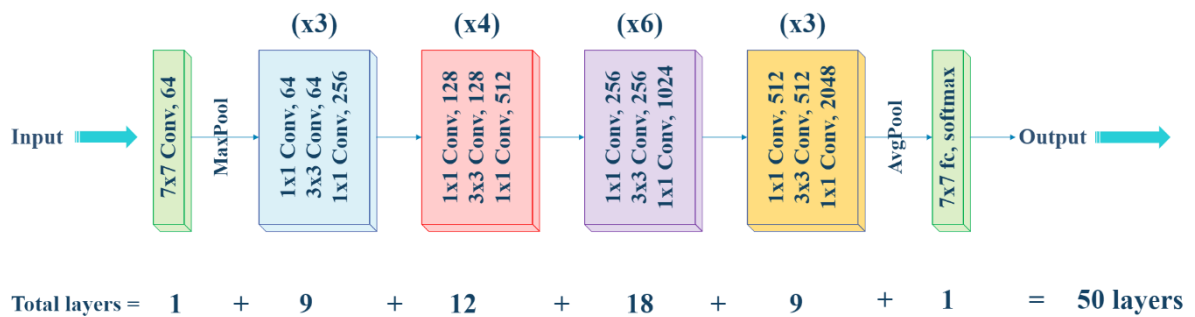 (x3)
(x4)
(x6)
(x3)
Input
7x7 Conv, 64
MaxPool
1x1 Conv, 64
3x3 Conv, 64
1x1 Conv, 256
1x1 Conv, 128
3x3 Conv, 128
1x1 Conv, 512
1x1 Conv, 256
3x3 Conv, 256
1x1 Conv, 1024
1x1 Conv, 512
3x3 Conv, 512
1x1 Conv, 2048
AvgPool
7x7 fc, softmax
Output
Total layers = 1 + 9 + 12 + 18 + 9 + 1 = 50 layers